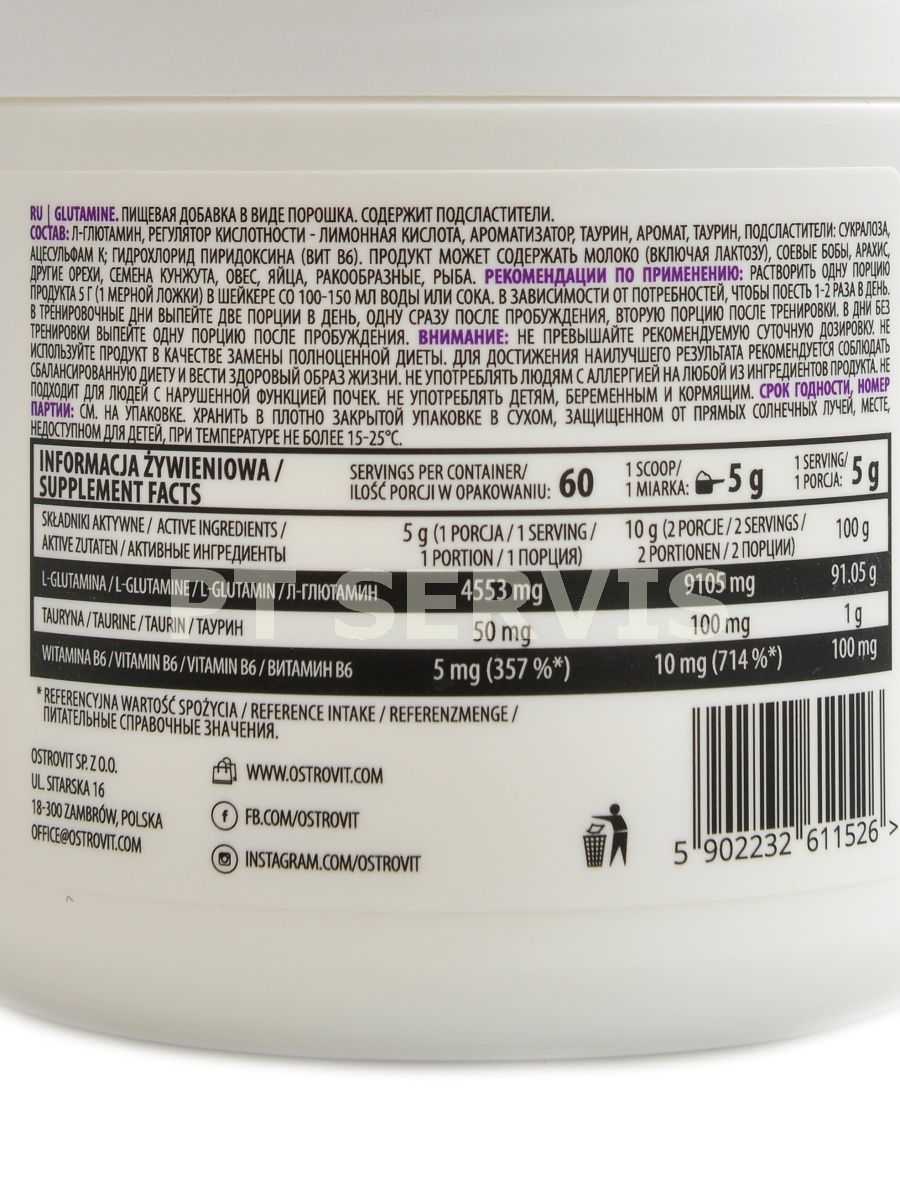 RU | GLUTAMINE. ПИЩЕВАЯ ДОБАВКА В ВИДЕ ПОРОШКА. СОДЕРЖИТ ПОДСЛАСТИТЕЛИ.
СОСТАВ: Л-ГЛЮТАМИН, РЕГУЛЯТОР КИСЛОТНОСТИ - ЛИМОННАЯ КИСЛОТА, АРОМАТИЗАТОР, ТАУРИН, АРОМАТ, ТАУРИН, ПОДСЛАСТИТЕЛИ: СУКРАЛОЗА,
АЦЕСУЛЬФАМ К; ГИДРОХЛОРИД ПИРИДОКСИНА (ВИТ B6). ПРОДУКТ МОЖЕТ СОДЕРЖАТЬ МОЛОКО (ВКЛЮЧАЯ ЛАКТОЗУ), СОЕВЫЕ БОБЫ, АРАХИС,
ДРУГИЕ ОРЕХИ, СЕМЕНА КУНЖУТА, ОВЕС, ЯЙЦА, РАКООБРАЗНЫЕ, РЫБА. РЕКОМЕНДАЦИИ ПО ПРИМЕНЕНИЮ: РАСТВОРИТЬ ОДНУ ПОРЦИЮ
ПРОДУКТА 5 Г (1 МЕРНОЙ ЛОЖКИ) В ШЕЙКЕРЕ СО 100-150 МЛ ВОДЫ ИЛИ СОКА. В ЗАВИСИМОСТИ ОТ ПОТРЕБНОСТЕЙ, ЧТОБЫ ПОЕСТЬ 1-2 РАЗА В ДЕНЬ.
В ТРЕНИРОВОЧНЫЕ ДНИ ВЫПЕЙТЕ ДВЕ ПОРЦИИ В ДЕНЬ, ОДНУ СРАЗУ ПОСЛЕ ПРОБУЖДЕНИЯ, ВТОРУЮ ПОРЦИЮ ПОСЛЕ ТРЕНИРОВКИ. В ДНИ БЕЗ
ТРЕНИРОВКИ ВЫПЕЙТЕ ОДНУ ПОРЦИЮ ПОСЛЕ ПРОБУЖДЕНИЯ. ВНИМАНИЕ: НЕ ПРЕВЫШАЙТЕ РЕКОМЕНДУЕМУЮ СУТОЧНУЮ ДОЗИРОВКУ. НЕ
ИСПОЛЬЗУЙТЕ ПРОДУКТ В КАЧЕСТВЕ ЗАМЕНЫ ПОЛНОЦЕННОЙ ДИЕТЫ. ДЛЯ ДОСТИЖЕНИЯ НАИЛУЧШЕГО РЕЗУЛЬТАТА РЕКОМЕНДУЕТСЯ СОБЛЮДАТЬ
СБАЛАНСИРОВАННУЮ ДИЕТУ И ВЕСТИ ЗДОРОВЫЙ ОБРАЗ ЖИЗНИ. НЕ УПОТРЕБЛЯТЬ ЛЮДЯМ С АЛЛЕРГИЕЙ НА ЛЮБОЙ ИЗ ИНГРЕДИЕНТОВ ПРОДУКТА. НЕ
ПОДХОДИТ ДЛЯ ЛЮДЕЙ С НАРУШЕННОЙ ФУНКЦИЕЙ ПОЧЕК. НЕ УПОТРЕБЛЯТЬ ДЕТЯМ, БЕРЕМЕННЫМ И КОРМЯЩИМ. СРОК ГОДНОСТИ, НОМЕР
ПАРТИИ: СМ. НА УПАКОВКЕ. ХРАНИТЬ В ПЛОТНО ЗАКРЫТОЙ УПАКОВКЕ В СУХОМ, ЗАЩИЩЕННОМ ОТ ПРЯМЫХ СОЛНЕЧНЫХ ЛУЧЕЙ, МЕСТЕ,
НЕДОСТУПНОМ ДЛЯ ДЕТЕЙ, ПРИ ТЕМПЕРАТУРЕ НЕ БОЛЕЕ 15-25°C.
INFORMACJA ŻYWIENIOWA / SERVINGS PER CONTAINER/ 60 1 SCOOP/ 5 g 1 SERVING/ 5 g
SUPPLEMENT FACTS ILOŚĆ PORCJI W OPAKOWANIU: 1 MIARKA: 1 PORCJA:
SKŁADNIKI AKTYWNE / ACTIVE INGREDIENTS / 5 g (1 PORCJA / 1 SERVING / 10 g (2 PORCJE / 2 SERVINGS / 100 g
AKTIVE ZUTATEN / АКТИВНЫЕ ИНГРЕДИЕНТЫ 1 PORTION / 1 ПОРЦИЯ) 2 PORTIONEN / 2 ПОРЦИИ)
L-GLUTAMINA / L-GLUTAMINE / L-GLUTAMIN / Л-ГЛЮТАМИН 4553 mg 9105 mg 91.05 g
PT SERVIS
TAURYNA / TAURINE / TAURIN / ТАУРИН 50 mg 100 mg 1 g
WITAMINA B6 / VITAMIN B6 / VITAMIN B6 / ВИТАМИН B6 5 mg (357 %*) 10 mg (714 %*) 100 mg
* REFERENCYJNA WARTOŚĆ SPOŻYCIA / REFERENCE INTAKE / REFERENZMENGE /
ПИТАТЕЛЬНЫЕ СПРАВОЧНЫЕ ЗНАЧЕНИЯ.
OSTROVIT SP. Z O.O.
UL. SITARSKA 16
18-300 ZAMBRÓW, POLSKA
OFFICE@OSTROVIT.COM
WWW.OSTROVIT.COM
FB.COM/OSTROVIT
INSTAGRAM.COM/OSTROVIT
5 902232 611526 >